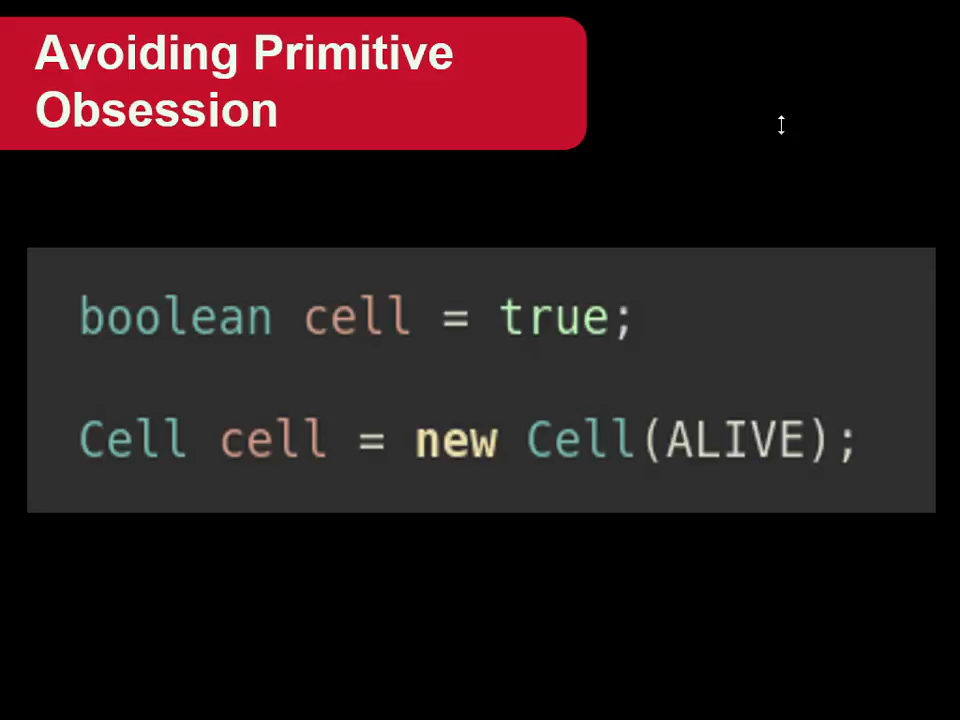 Avoiding Primitive
Obsession
boolean cell = true;
Cell cell = new Cell(ALIVE);